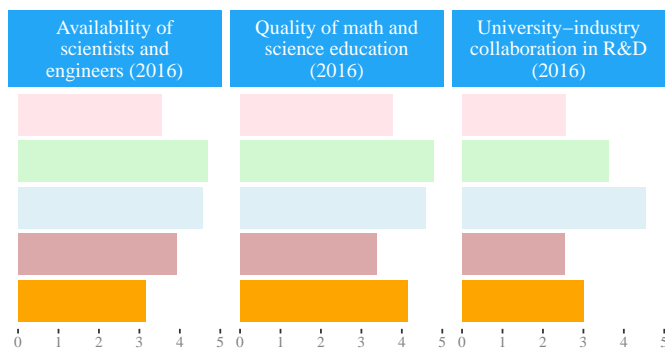 Availability of
scientists and
engineers (2016)
Quality of math and
science education
(2016)
University−industry
collaboration in R&D
(2016)
0 1 2 3 4 5
0 1 2 3 4 5
0 1 2 3 4 5